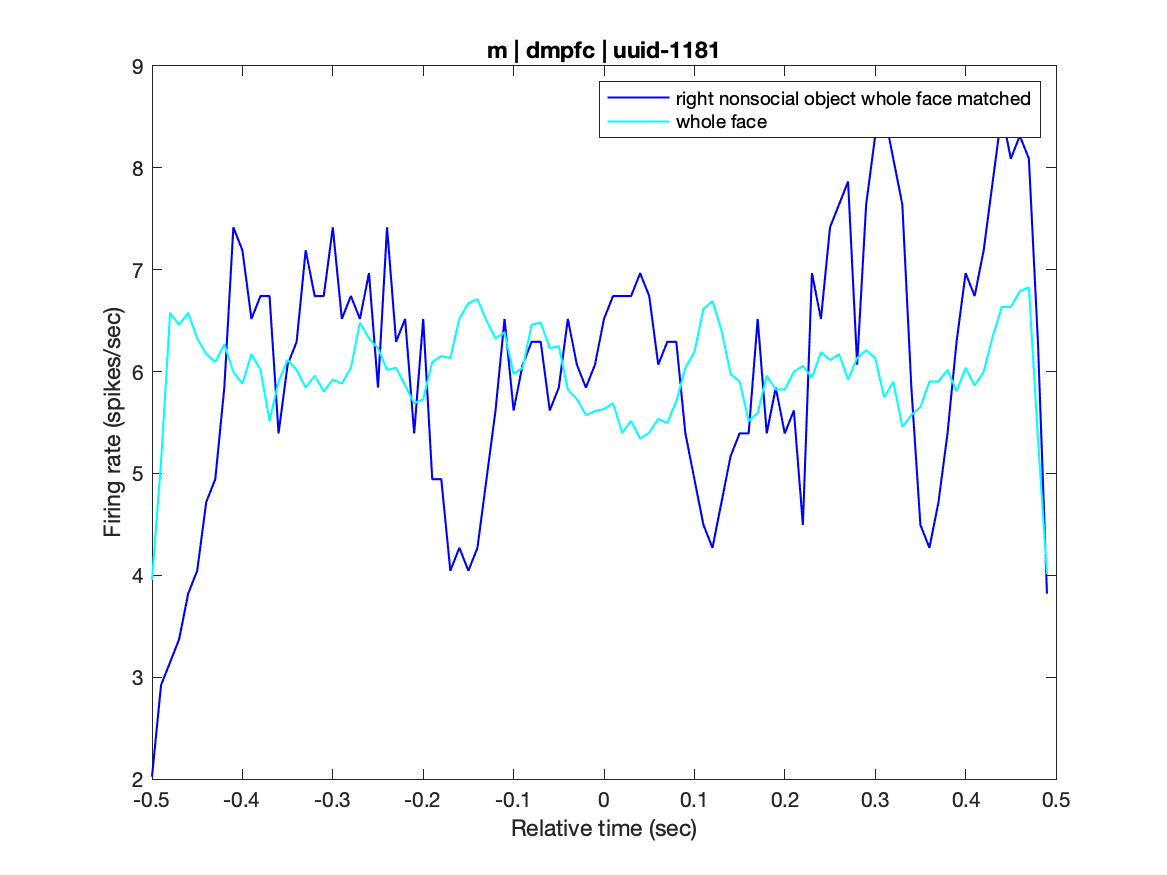 m | dmpfc | uuid-1181
right nonsocial object whole face matched
whole face
9
8
7
6
5
4
3
2
Firing rate (spikes/sec)
-0.5 -0.4 -0.3 -0.2 -0.1 0 0.1 0.2 0.3 0.4 0.5
Relative time (sec)